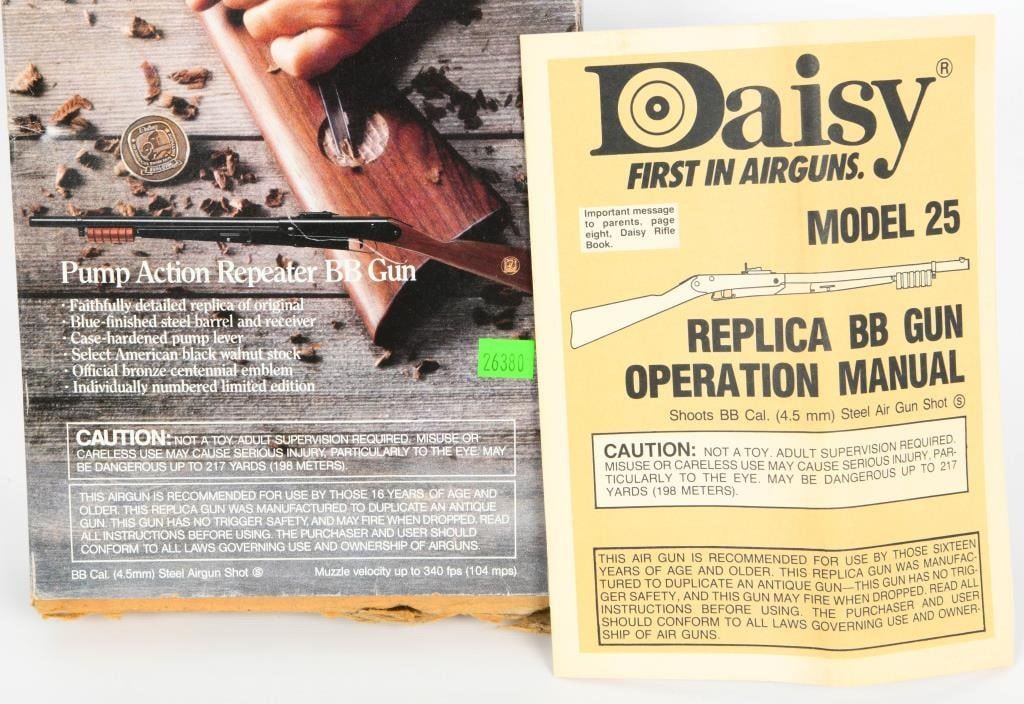 Pump Action Repeater BB Gun
· Faithfully detailed replica of original
· Blue-finished steel barrel and receiver
· Case-hardened pump lever
· Select American black walnut stock
· Official bronze centennial emblem
· Individually numbered limited edition
26380
CAUTION: NOT A TOY. ADULT SUPERVISION REQUIRED. MISUSE OR
CARELESS USE MAY CAUSE SERIOUS INJURY, PARTICULARLY TO THE EYE. MAY
BE DANGEROUS UP TO 217 YARDS (198 METERS).
THIS AIRGUN IS RECOMMENDED FOR USE BY THOSE 16 YEARS OF AGE AND
OLDER. THIS REPLICA GUN WAS MANUFACTURED TO DUPLICATE AN ANTIQUE
GUN. THIS GUN HAS NO TRIGGER SAFETY, AND MAY FIRE WHEN DROPPED. READ
ALL INSTRUCTIONS BEFORE USING. THE PURCHASER AND USER SHOULD
CONFORM TO ALL LAWS GOVERNING USE AND OWNERSHIP OF AIRGUNS.
BB Cal. (4.5mm) Steel Airgun Shot Ⓢ
Muzzle velocity up to 340 fps (104 mps)
Daisy®
FIRST IN AIRGUNS.
Important message
to parents, page
eight, Daisy Rifle
Book.
MODEL 25
REPLICA BB GUN
OPERATION MANUAL
Shoots BB Cal. (4.5 mm) Steel Air Gun Shot Ⓢ
CAUTION: NOT A TOY. ADULT SUPERVISION REQUIRED.
MISUSE OR CARELESS USE MAY CAUSE SERIOUS INJURY, PAR-
TICULARLY TO THE EYE. MAY BE DANGEROUS UP TO 217
YARDS (198 METERS).
THIS AIR GUN IS RECOMMENDED FOR USE BY THOSE SIXTEEN
YEARS OF AGE AND OLDER. THIS REPLICA GUN WAS MANUFAC-
TURED TO DUPLICATE AN ANTIQUE GUN—THIS GUN HAS NO TRIG-
GER SAFETY, AND THIS GUN MAY FIRE WHEN DROPPED. READ ALL
INSTRUCTIONS BEFORE USING. THE PURCHASER AND USER
SHOULD CONFORM TO ALL LAWS GOVERNING USE AND OWNER-
SHIP OF AIR GUNS.